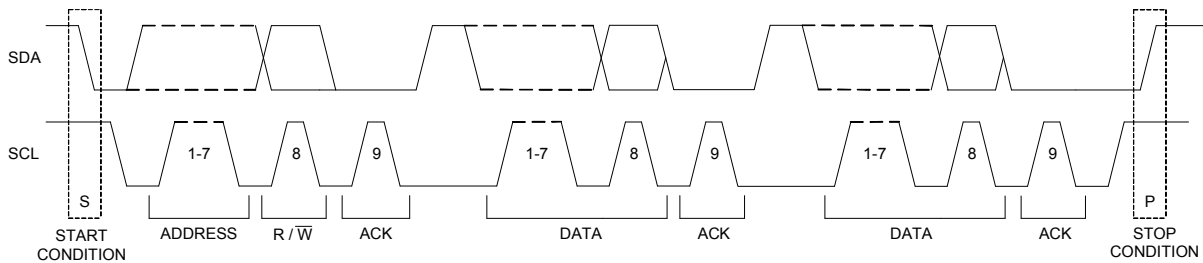 SDA
SCL
1-7 8 9 1-7 8 9 1-7 8 9
S P
START CONDITION
ADDRESS R / W̅ ACK DATA ACK DATA ACK
STOP CONDITION